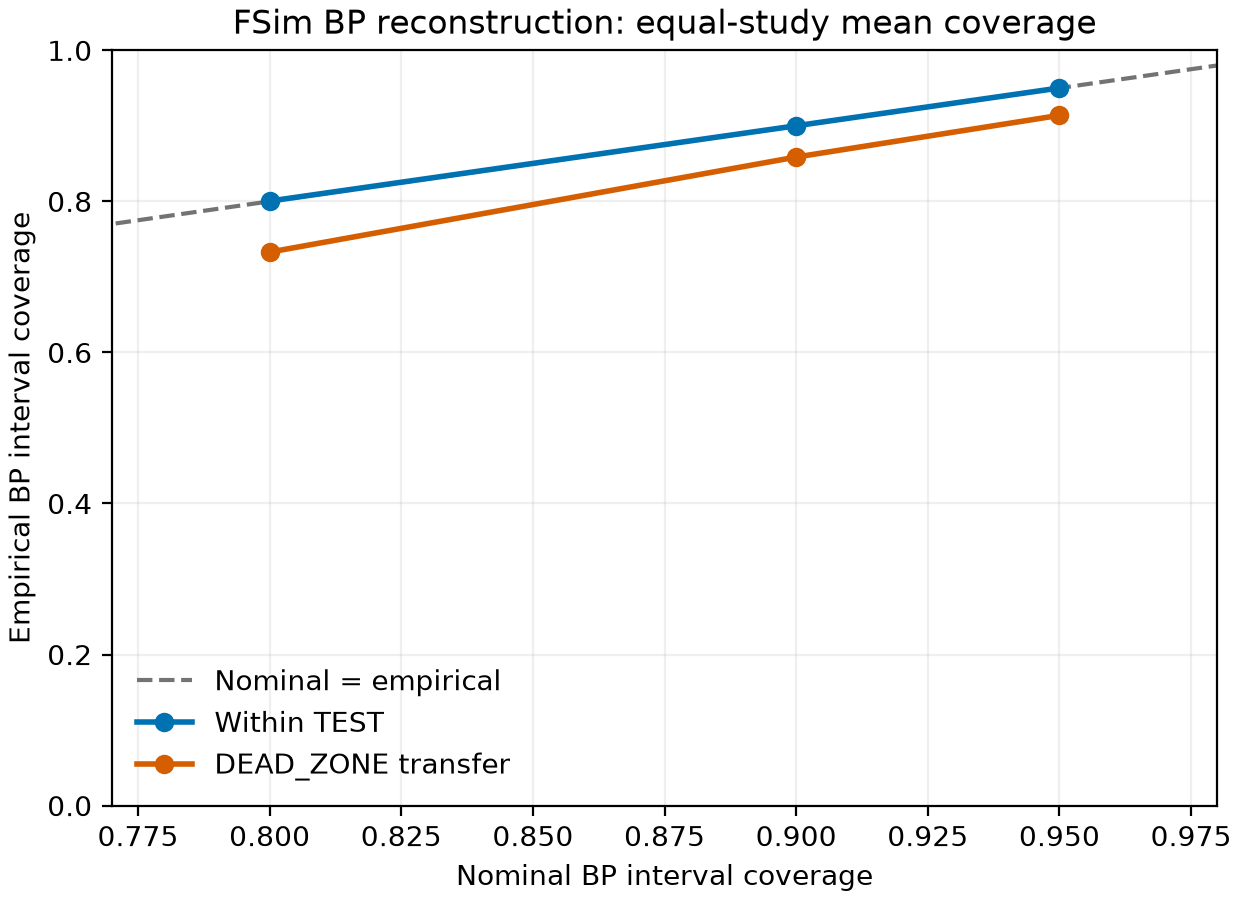 FSim BP reconstruction: equal-study mean coverage
1.0
0.8
0.6
0.4
0.2
0.0
Empirical BP interval coverage
Nominal = empirical
Within TEST
DEAD_ZONE transfer
0.775 0.800 0.825 0.850 0.875 0.900 0.925 0.950 0.975
Nominal BP interval coverage